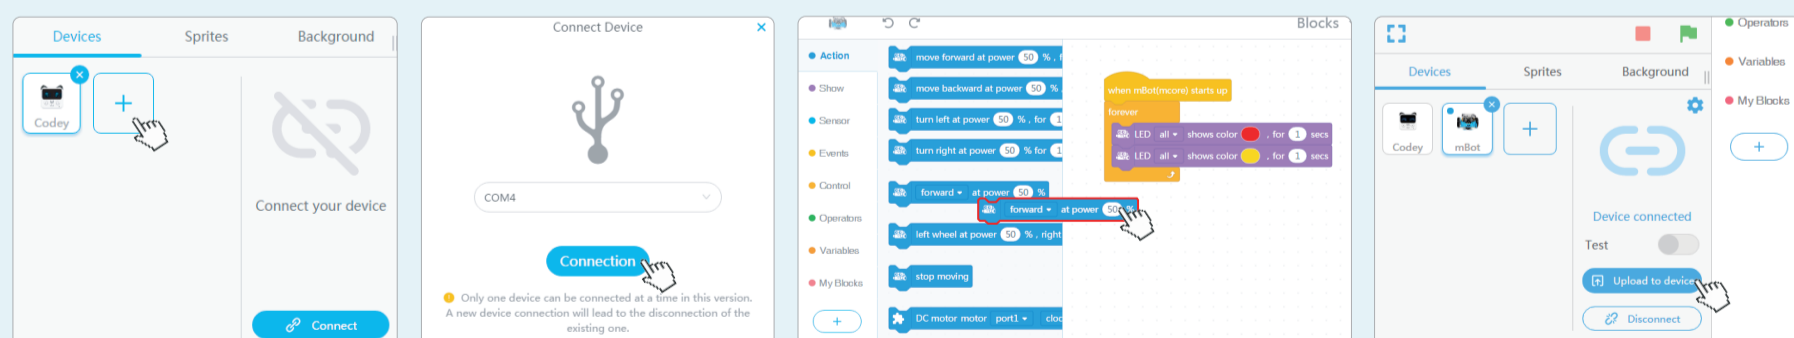 Devices
Sprites
Background
Codey
Connect your device
Connect
Connect Device
COM4
Connection
Only one device can be connected at a time in this version.
A new device connection will lead to the disconnection of the
existing one.
Blocks
Action
Show
Sensor
Events
Control
Operators
Variables
My Blocks
move forward at power 50 % , f
move backward at power 50 % ,
turn left at power 50 % , for 1
turn right at power 50 % for 1
forward at power 50 %
left wheel at power 50 % , right
stop moving
DC motor motor port1 cloc
when mBot(mcore) starts up
forever
LED all shows color , for 1 secs
LED all shows color , for 1 secs
forward at power 50 %
Devices
Sprites
Background
Codey
mBot
Device connected
Test
Upload to device
Disconnect
Operators
Variables
My Blocks